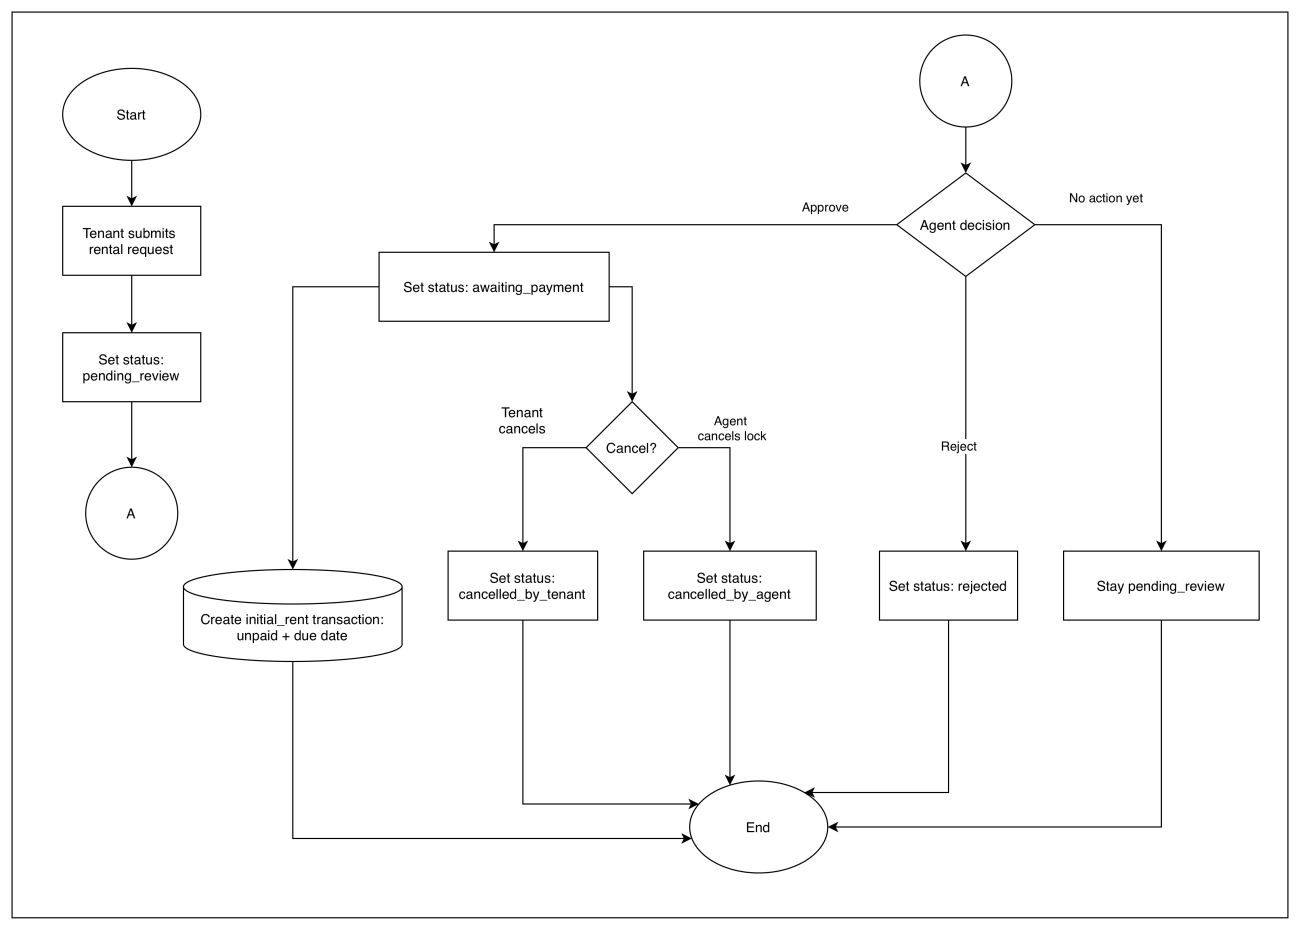 Start
Tenant submits
rental request
Set status:
pending_review
A
A
Agent decision
Approve
No action yet
Set status: awaiting_payment
Tenant
cancels
Cancel?
Agent
cancels lock
Reject
Create initial_rent transaction:
unpaid + due date
Set status:
cancelled_by_tenant
Set status:
cancelled_by_agent
Set status: rejected
Stay pending_review
End